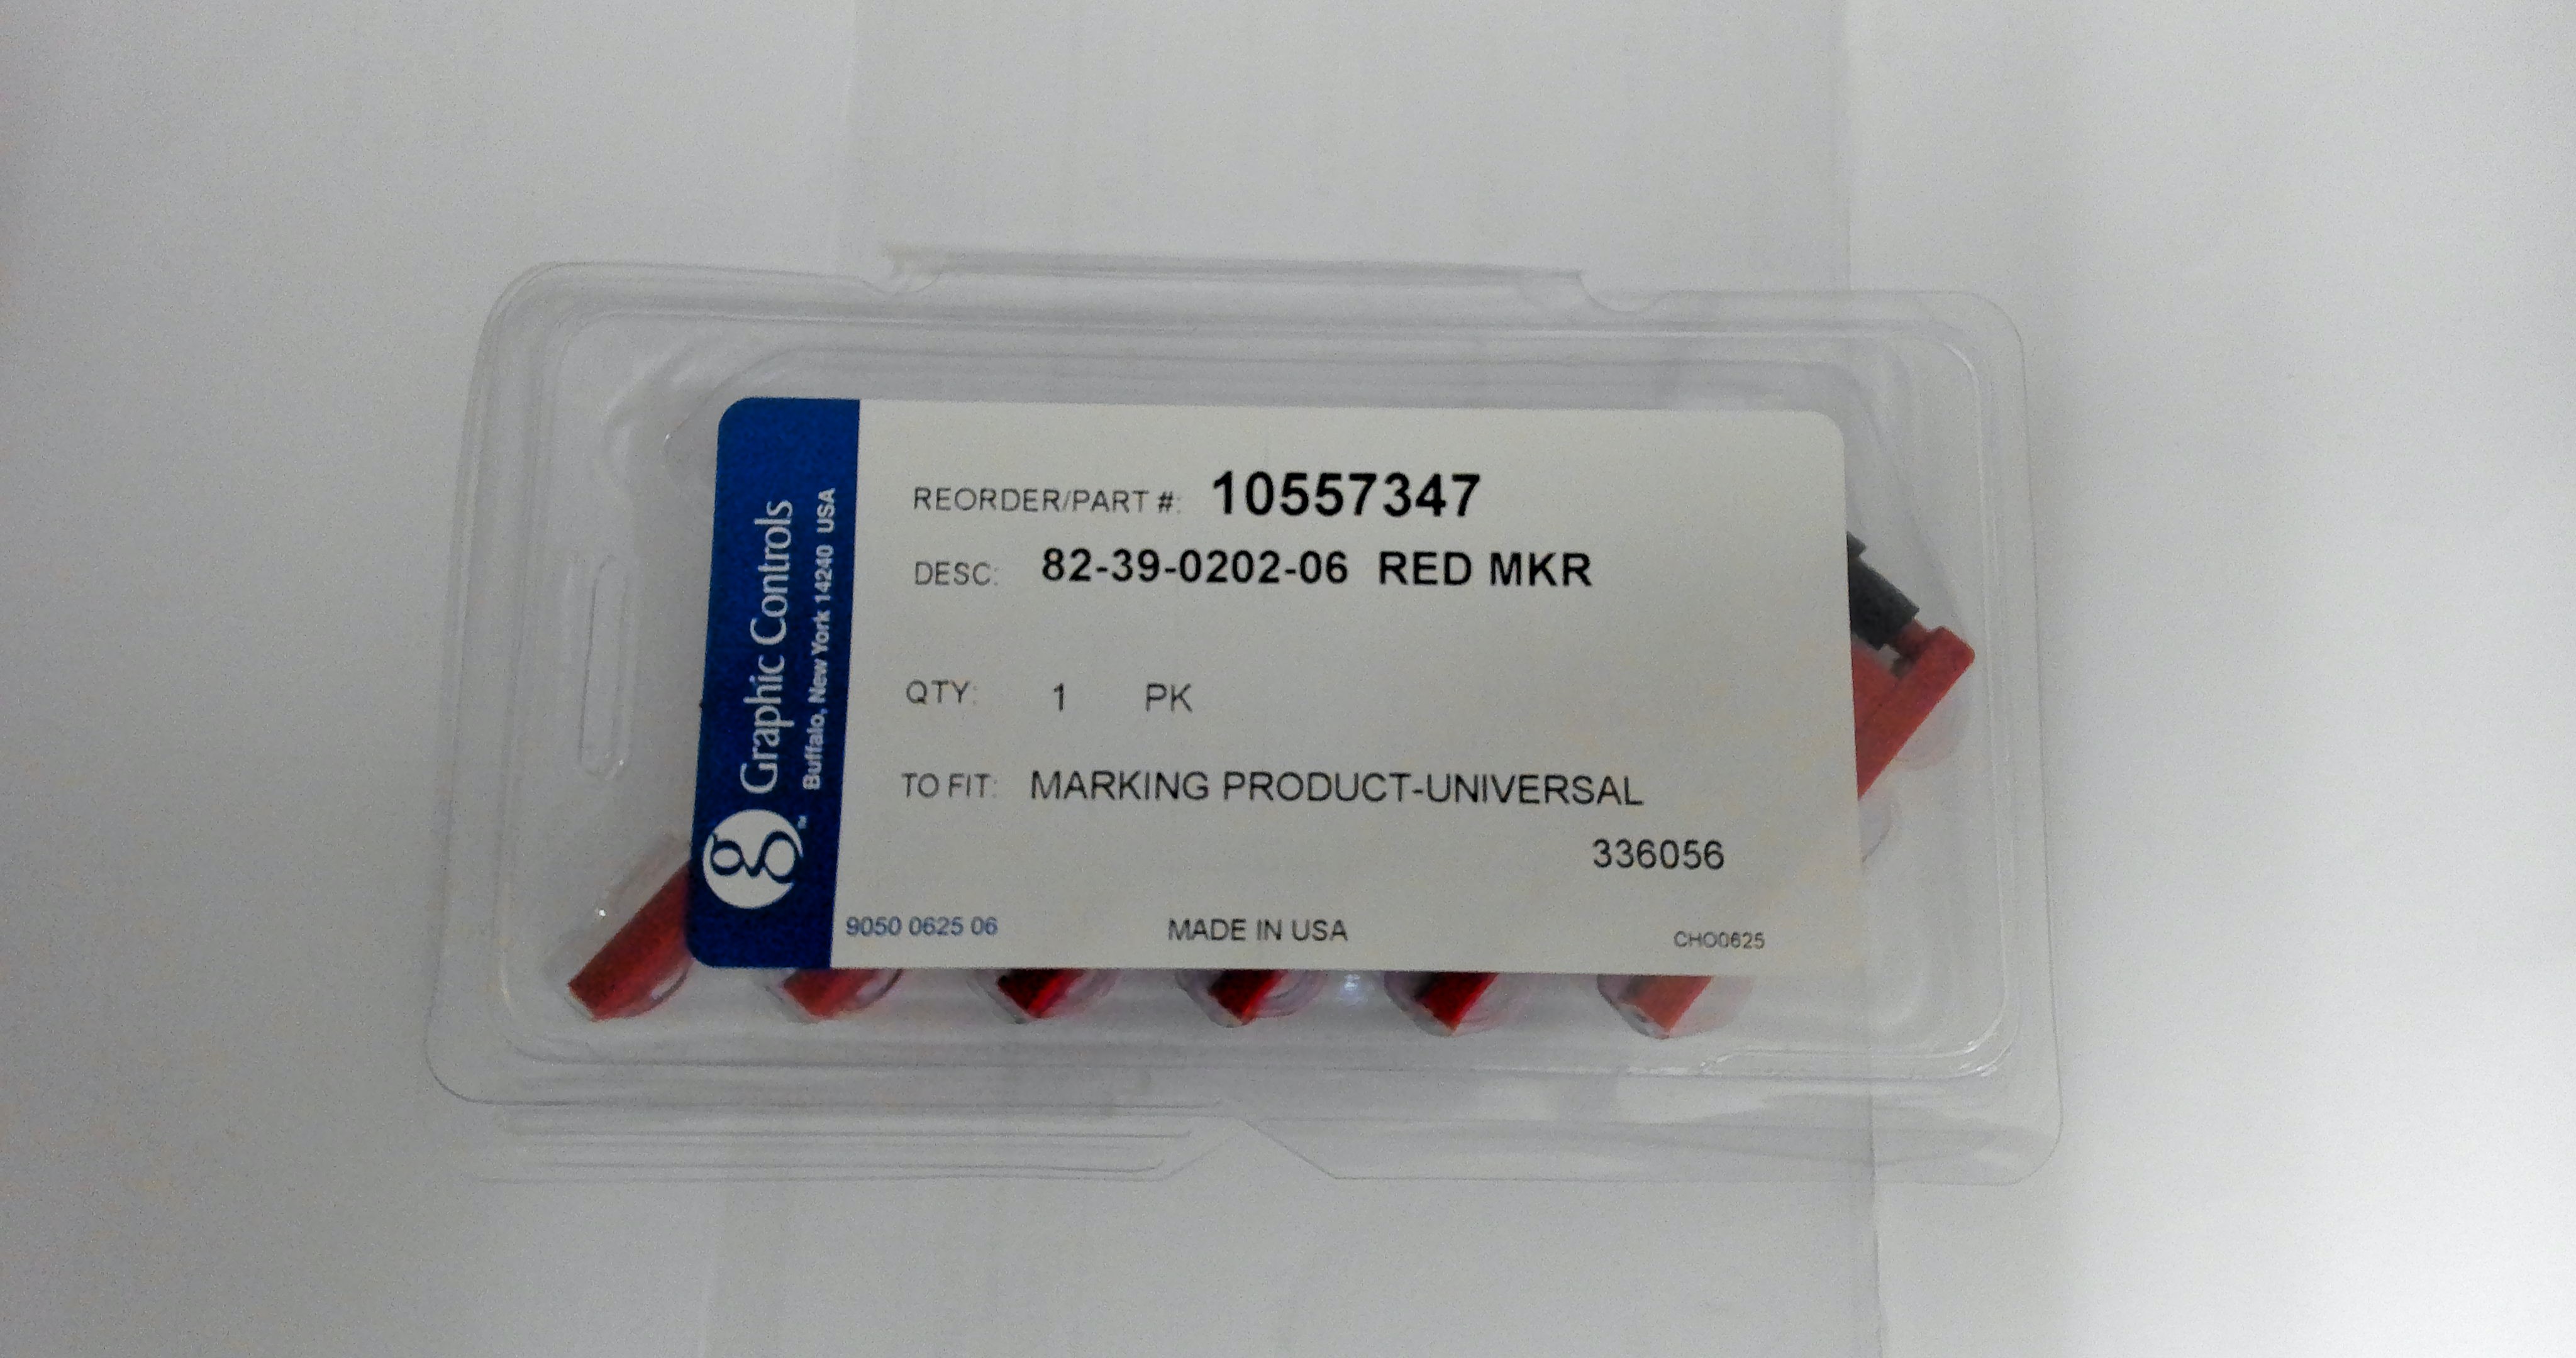 g™ Graphic Controls
Buffalo, New York 14240 USA
REORDER/PART #: 10557347
DESC: 82-39-0202-06 RED MKR
QTY: 1 PK
TO FIT: MARKING PRODUCT-UNIVERSAL
336056
9050 0625 06 MADE IN USA CHO0625